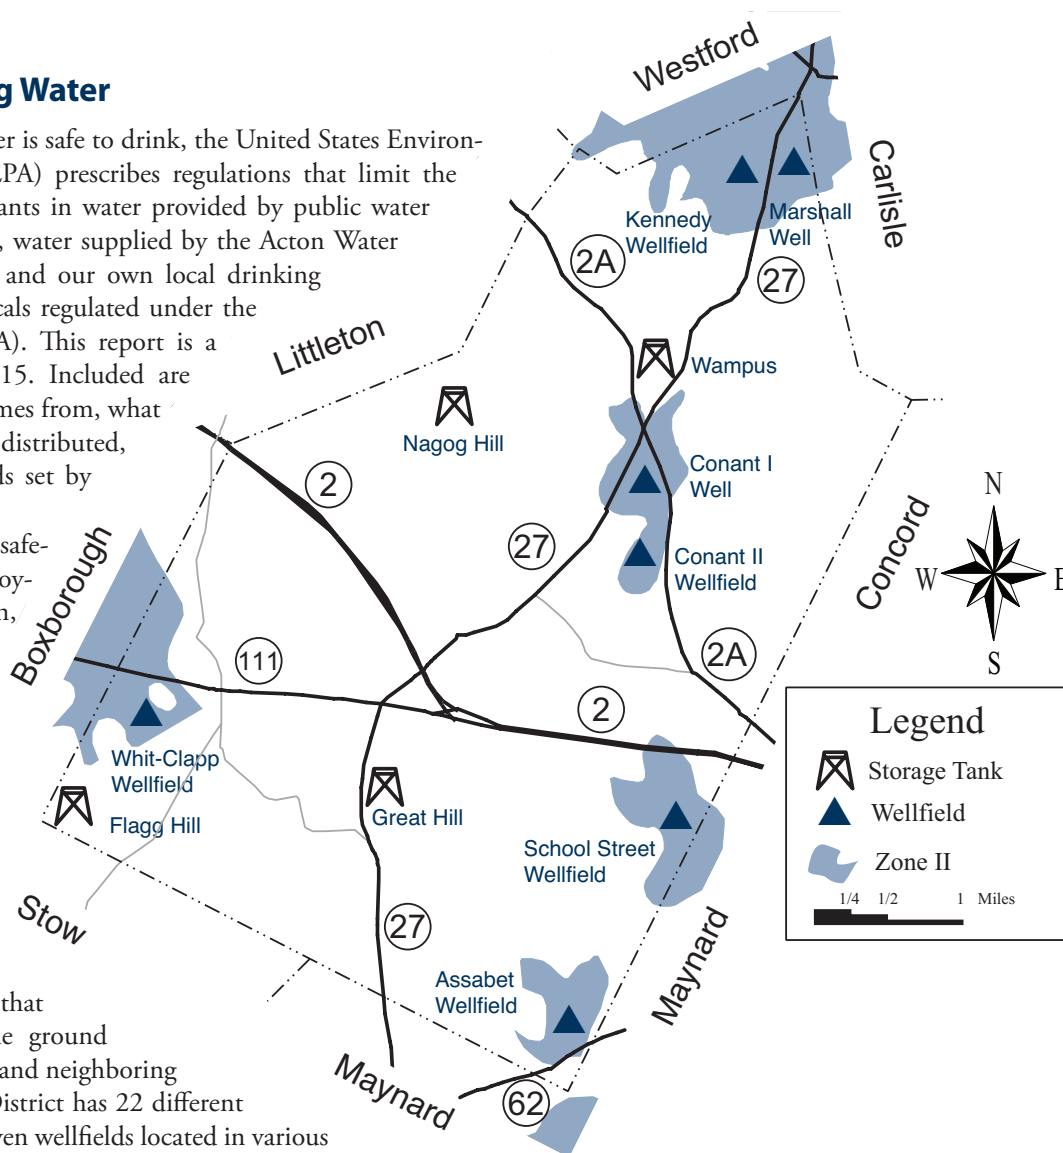 g Water
er is safe to drink, the United States Environ-
EPA) prescribes regulations that limit the
ants in water provided by public water
, water supplied by the Acton Water
and our own local drinking
cals regulated under the
A). This report is a
15. Included are
mes from, what
distributed,
ds set by
safe-
oy-
n,
that
e ground
and neighboring
District has 22 different
ven wellfields located in various
Westford
Carlisle
Kennedy
Wellfield
Marshall
Well
2A
27
Littleton
Wampus
Nagog Hill
2
Conant I
Well
27
Conant II
Wellfield
Concord
Boxborough
111
2A
2
Whit-Clapp
Wellfield
Flagg Hill
Great Hill
School Street
Wellfield
Stow
27
Assabet
Wellfield
Maynard
Maynard
62
N
W
E
S
Legend
Storage Tank
Wellfield
Zone II
1/4 1/2 1 Miles